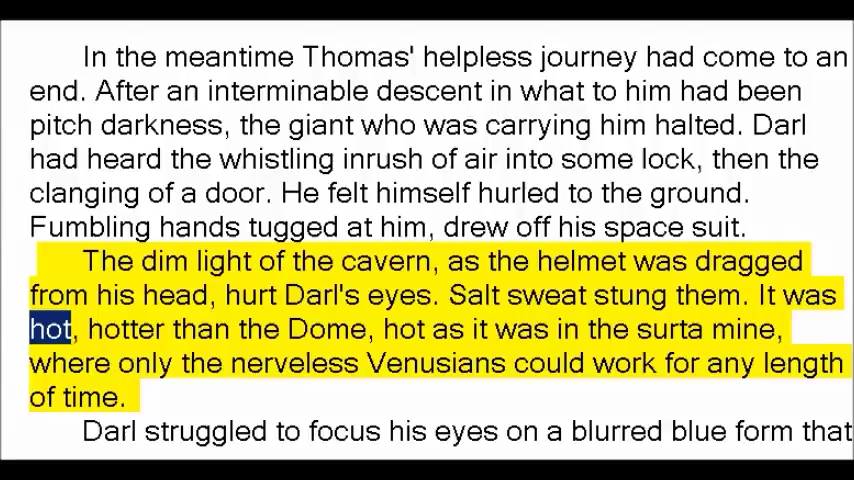 In the meantime Thomas' helpless journey had come to an
end. After an interminable descent in what to him had been
pitch darkness, the giant who was carrying him halted. Darl
had heard the whistling inrush of air into some lock, then the
clanging of a door. He felt himself hurled to the ground.
Fumbling hands tugged at him, drew off his space suit.
The dim light of the cavern, as the helmet was dragged
from his head, hurt Darl's eyes. Salt sweat stung them. It was
hot, hotter than the Dome, hot as it was in the surta mine,
where only the nerveless Venusians could work for any length
of time.
Darl struggled to focus his eyes on a blurred blue form that